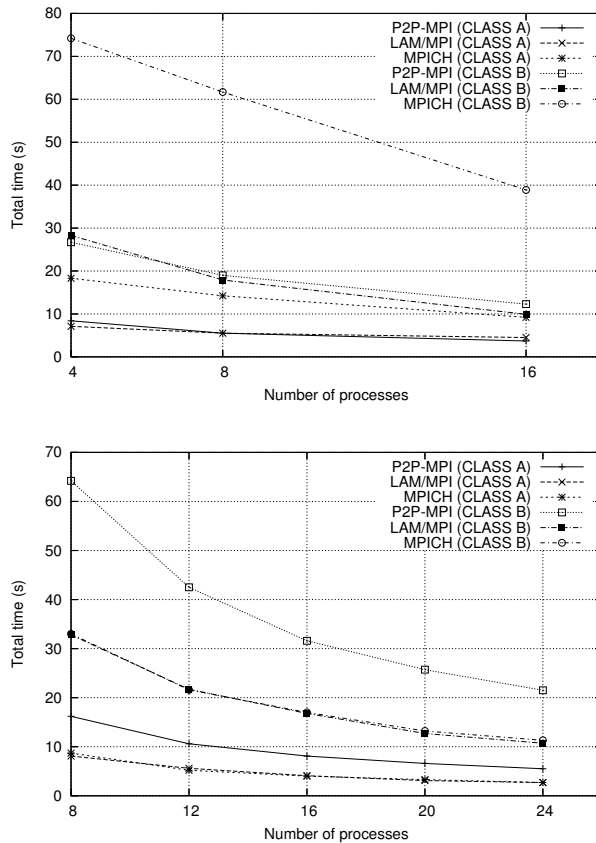 80
P2P-MPI (CLASS A)
70
LAM/MPI (CLASS A)
MPICH (CLASS A)
P2P-MPI (CLASS B)
60
LAM/MPI (CLASS B)
MPICH (CLASS B)
50
40
30
20
10
0
Total time (s)
4
8
16
Number of processes
70
P2P-MPI (CLASS A)
LAM/MPI (CLASS A)
60
MPICH (CLASS A)
P2P-MPI (CLASS B)
LAM/MPI (CLASS B)
50
MPICH (CLASS B)
40
30
20
10
0
Total time (s)
8
12
16
20
24
Number of processes